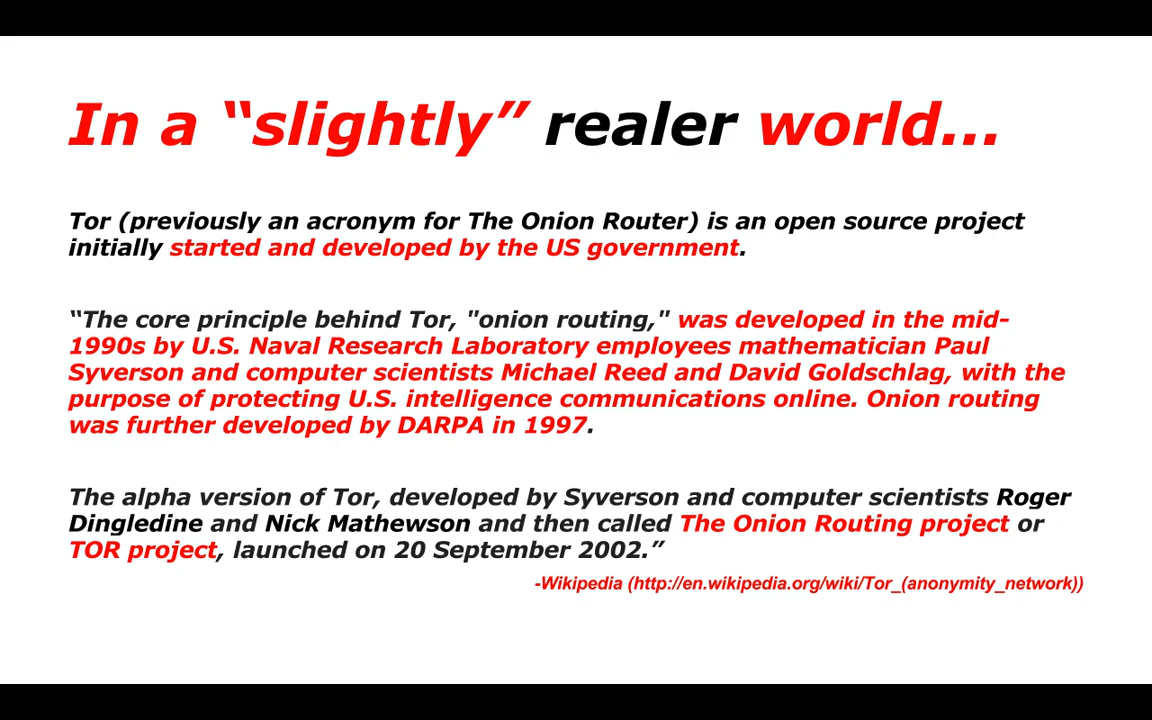 In a “slightly” realer world...
Tor (previously an acronym for The Onion Router) is an open source project
initially started and developed by the US government.
“The core principle behind Tor, "onion routing," was developed in the mid-
1990s by U.S. Naval Research Laboratory employees mathematician Paul
Syverson and computer scientists Michael Reed and David Goldschlag, with the
purpose of protecting U.S. intelligence communications online. Onion routing
was further developed by DARPA in 1997.
The alpha version of Tor, developed by Syverson and computer scientists Roger
Dingledine and Nick Mathewson and then called The Onion Routing project or
TOR project, launched on 20 September 2002.”
-Wikipedia (http://en.wikipedia.org/wiki/Tor_(anonymity_network))